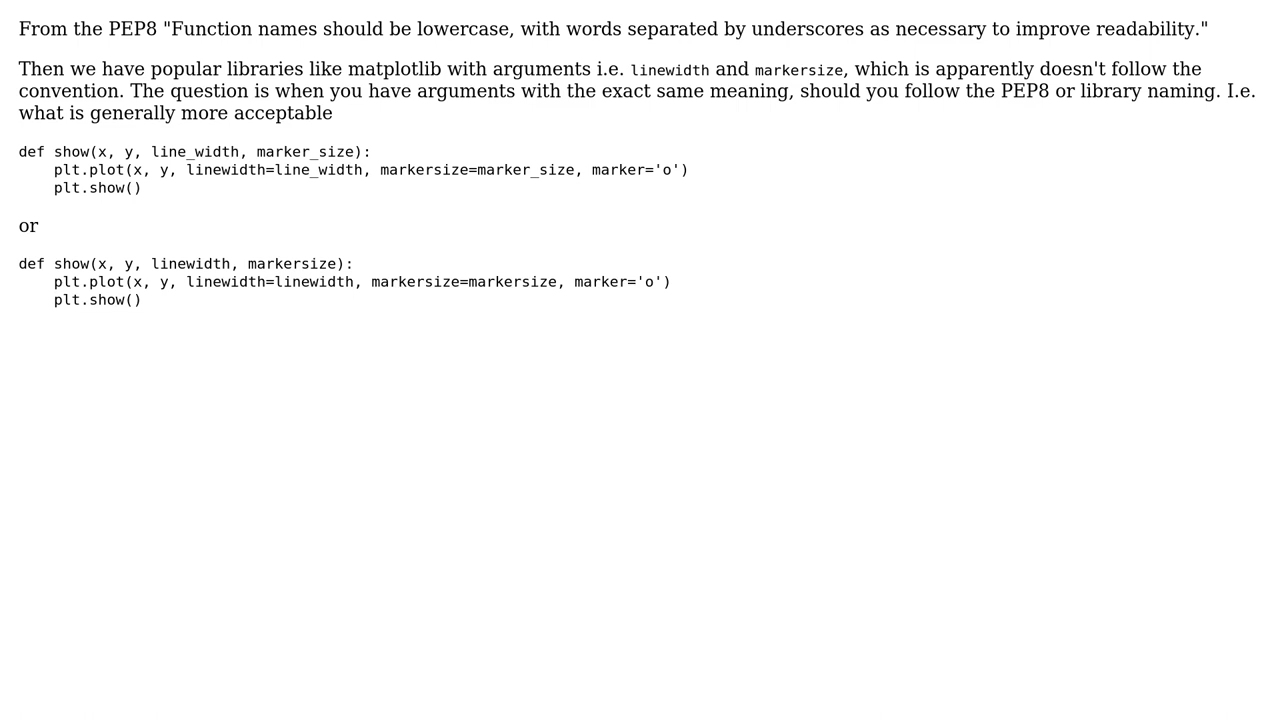 From the PEP8 "Function names should be lowercase, with words separated by underscores as necessary to improve readability."
Then we have popular libraries like matplotlib with arguments i.e. linewidth and markersize, which is apparently doesn't follow the
convention. The question is when you have arguments with the exact same meaning, should you follow the PEP8 or library naming. I.e.
what is generally more acceptable
def show(x, y, line_width, marker_size):
    plt.plot(x, y, linewidth=line_width, markersize=marker_size, marker='o')
    plt.show()
or
def show(x, y, linewidth, markersize):
    plt.plot(x, y, linewidth=linewidth, markersize=markersize, marker='o')
    plt.show()